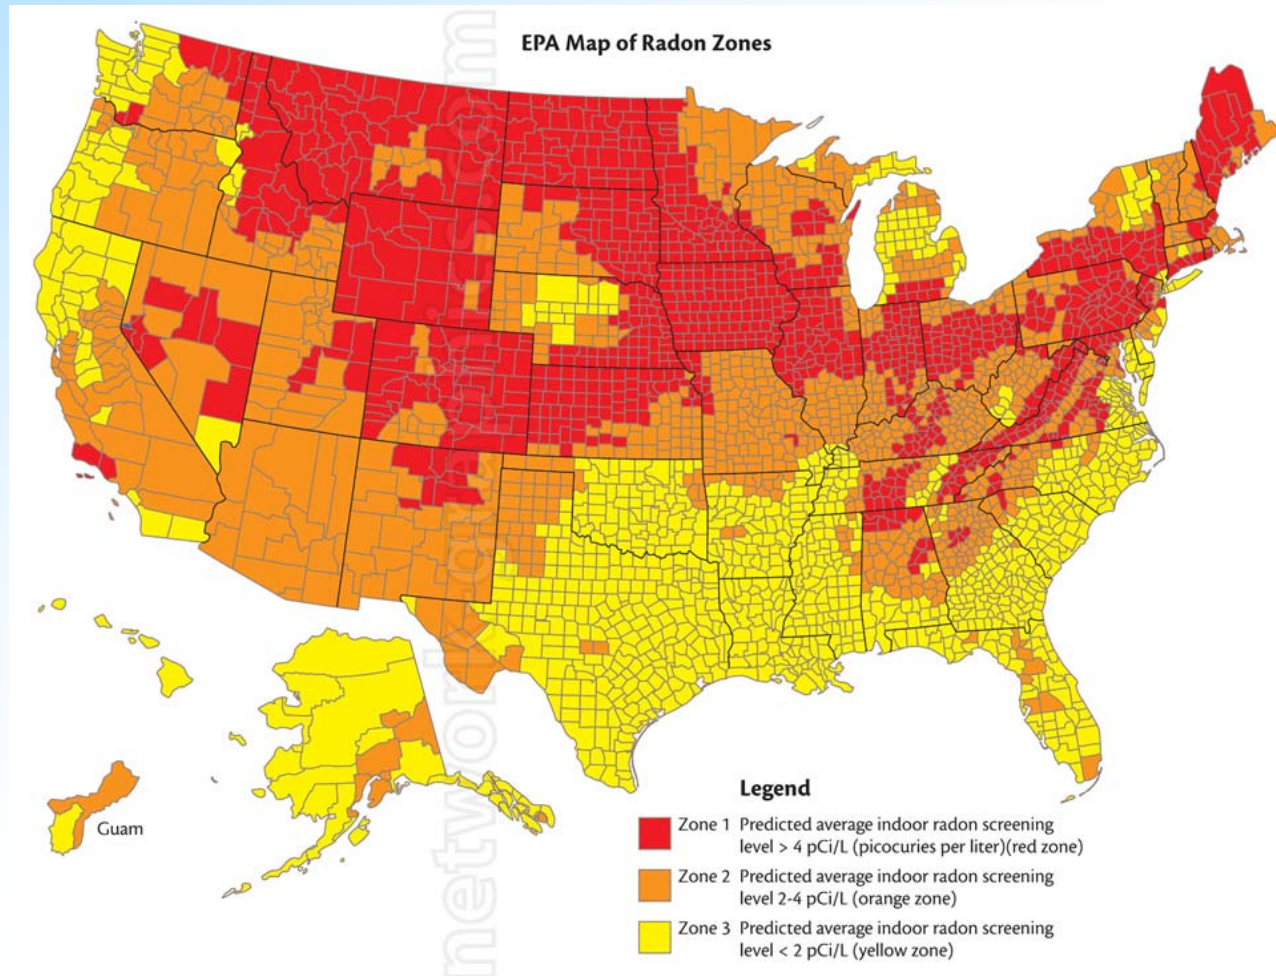 EPA Map of Radon Zones
Guam
Legend
Zone 1 Predicted average indoor radon screening
level > 4 pCi/L (picocuries per liter)(red zone)
Zone 2 Predicted average indoor radon screening
level 2-4 pCi/L (orange zone)
Zone 3 Predicted average indoor radon screening
level < 2 pCi/L (yellow zone)